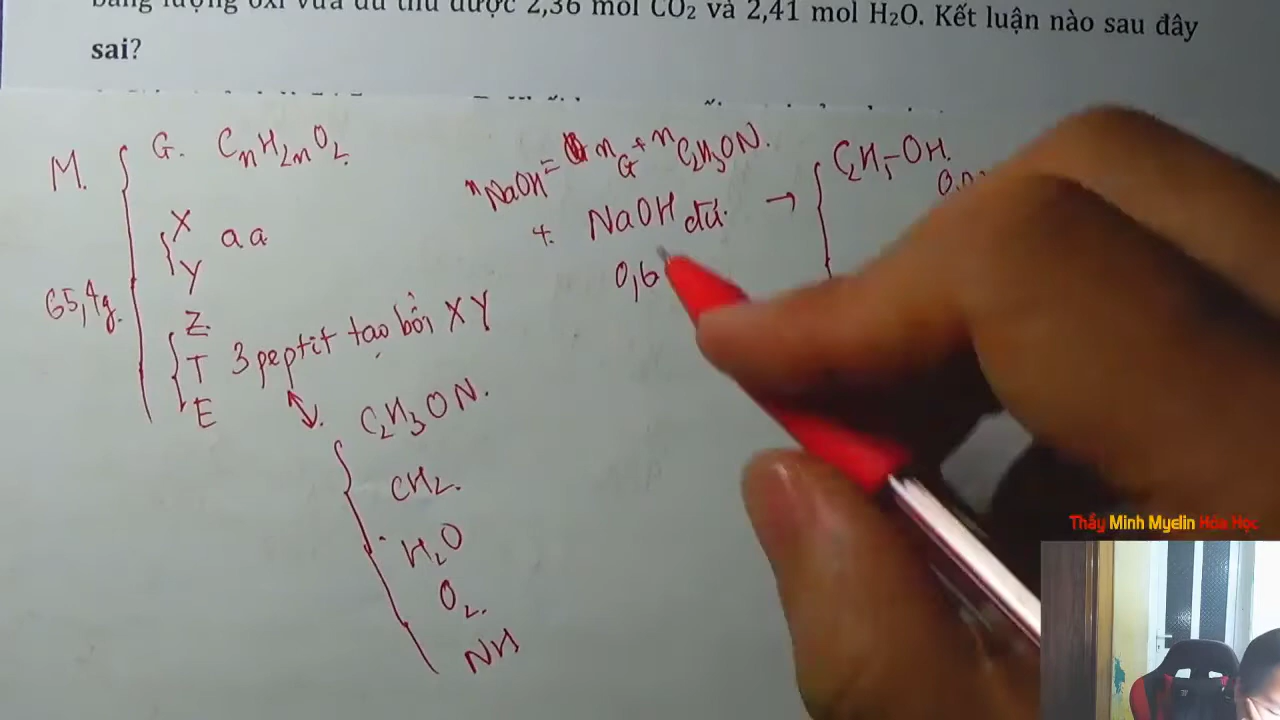 bằng lượng oxi vừa đủ thu được 2,36 mol CO₂ và 2,41 mol H₂O. Kết luận nào sau đây
sai?
M.
G. CnH2nO2
X
Y
aa
65,4g.
Z
T
E
3 peptit tạo bởi XY
C2H3ON.
CH2.
H2O
O2.
NH
nNaOH = nG + nC2H3ON.
+ NaOH đủ. → C2H5-OH.
0,6
Thầy Minh Myelin Hóa Học